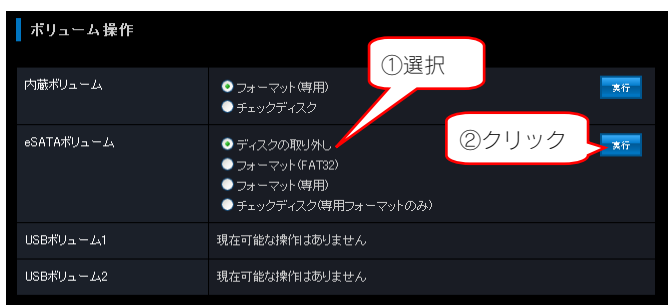 ボリューム操作
①選択
内蔵ボリューム
フォーマット(専用)
実行
チェックディスク
②クリック
eSATAボリューム
ディスクの取り外し
実行
フォーマット(FAT32)
フォーマット(専用)
チェックディスク(専用フォーマットのみ)
USBボリューム1
現在可能な操作はありません
USBボリューム2
現在可能な操作はありません